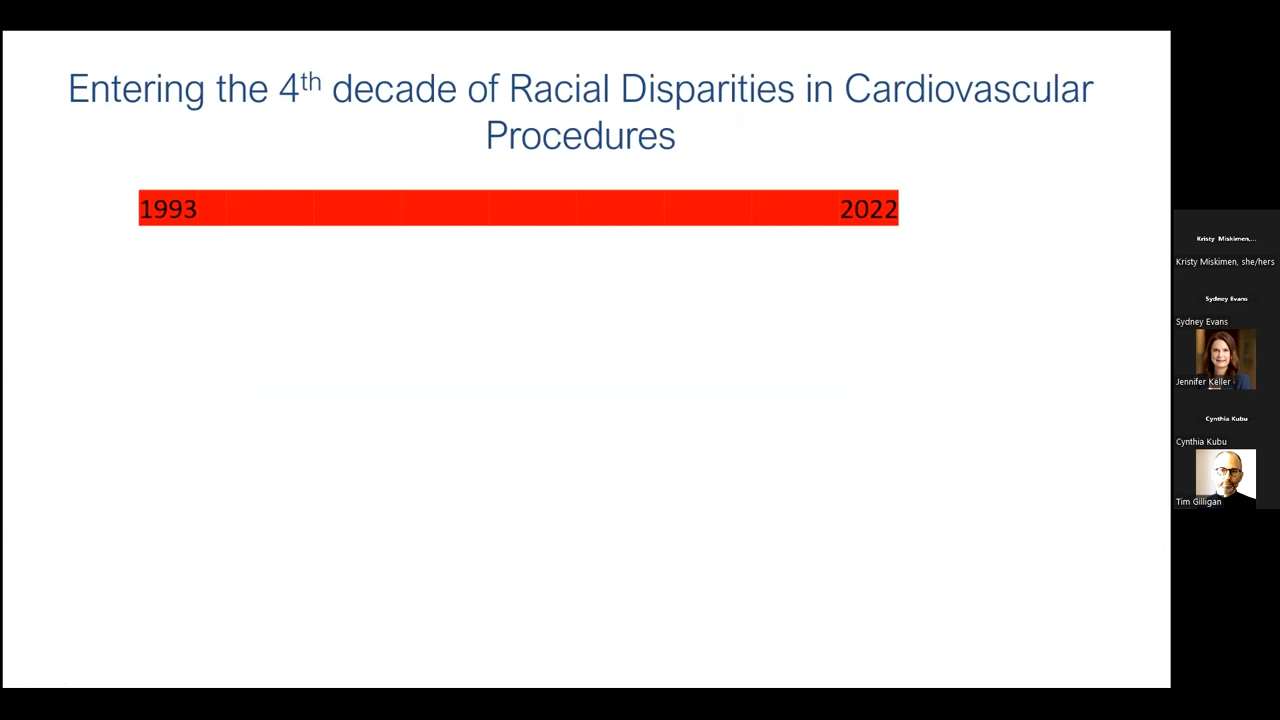 Entering the 4th decade of Racial Disparities in Cardiovascular
Procedures
1993 2022
Kristy Miskimen,...
Kristy Miskimen, she/hers
Sydney Evans
Sydney Evans
Jennifer Keller
Cynthia Kubu
Cynthia Kubu
Tim Gilligan